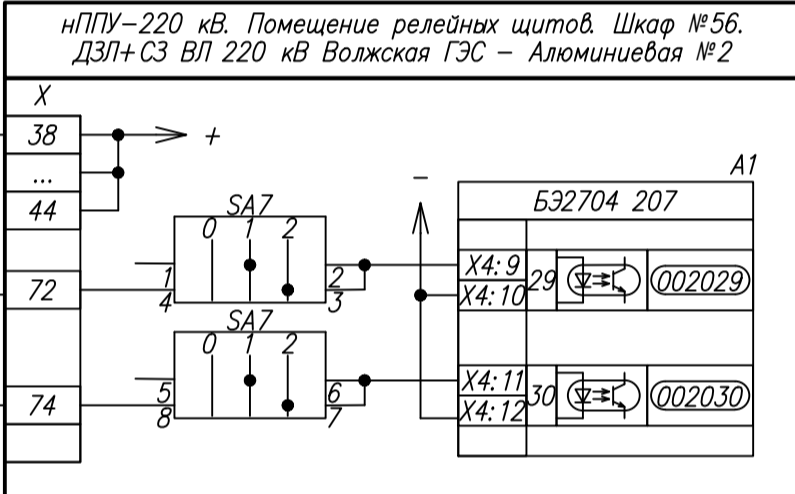 нППУ-220 кВ. Помещение релейных щитов. Шкаф №56.
ДЗЛ+СЗ ВЛ 220 кВ Волжская ГЭС - Алюминиевая №2
X
38
+
...
44
72
74
SA7
0 1 2
1 2
4 3
SA7
0 1 2
5 6
8 7
-
A1
БЭ2704 207
X4:9 29 002029
X4:10
X4:11 30 002030
X4:12